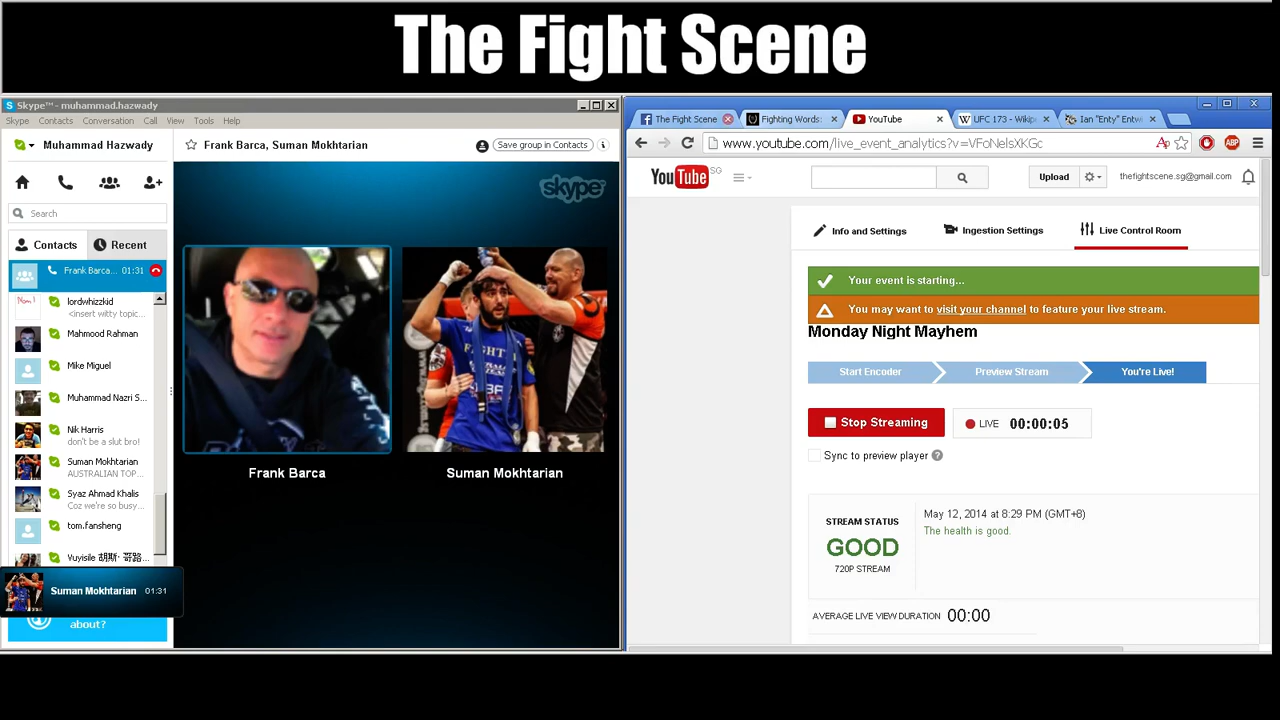 The Fight Scene
Skype™ - muhammad.hazwady
Skype Contacts Conversation Call View Tools Help
Muhammad Hazwady
Search
Contacts
Recent
Frank Barca... 01:31
lordwhizzkid
<insert witty topic...
Mahmood Rahman
Mike Miguel
Muhammad Nazri S...
Nik Harris
don't be a slut bro!
Suman Mokhtarian
AUSTRALIAN TOP...
Syaz Ahmad Khalis
Coz we're so busy...
tom.fansheng
Suman Mokhtarian 01:31
about?
Frank Barca, Suman Mokhtarian
Save group in Contacts
skype
Frank Barca
Suman Mokhtarian
The Fight Scene
Fighting Words:
YouTube
UFC 173 - Wikip
Ian "Enty" Entw
www.youtube.com/live_event_analytics?v=VFoNelsXKGc
ABP
YouTube SG
Upload
thefightscene.sg@gmail.com
Info and Settings
Ingestion Settings
Live Control Room
Your event is starting...
You may want to visit your channel to feature your live stream.
Monday Night Mayhem
Start Encoder
Preview Stream
You're Live!
Stop Streaming
LIVE 00:00:05
Sync to preview player ?
STREAM STATUS
GOOD
720P STREAM
May 12, 2014 at 8:29 PM (GMT+8)
The health is good.
AVERAGE LIVE VIEW DURATION 00:00